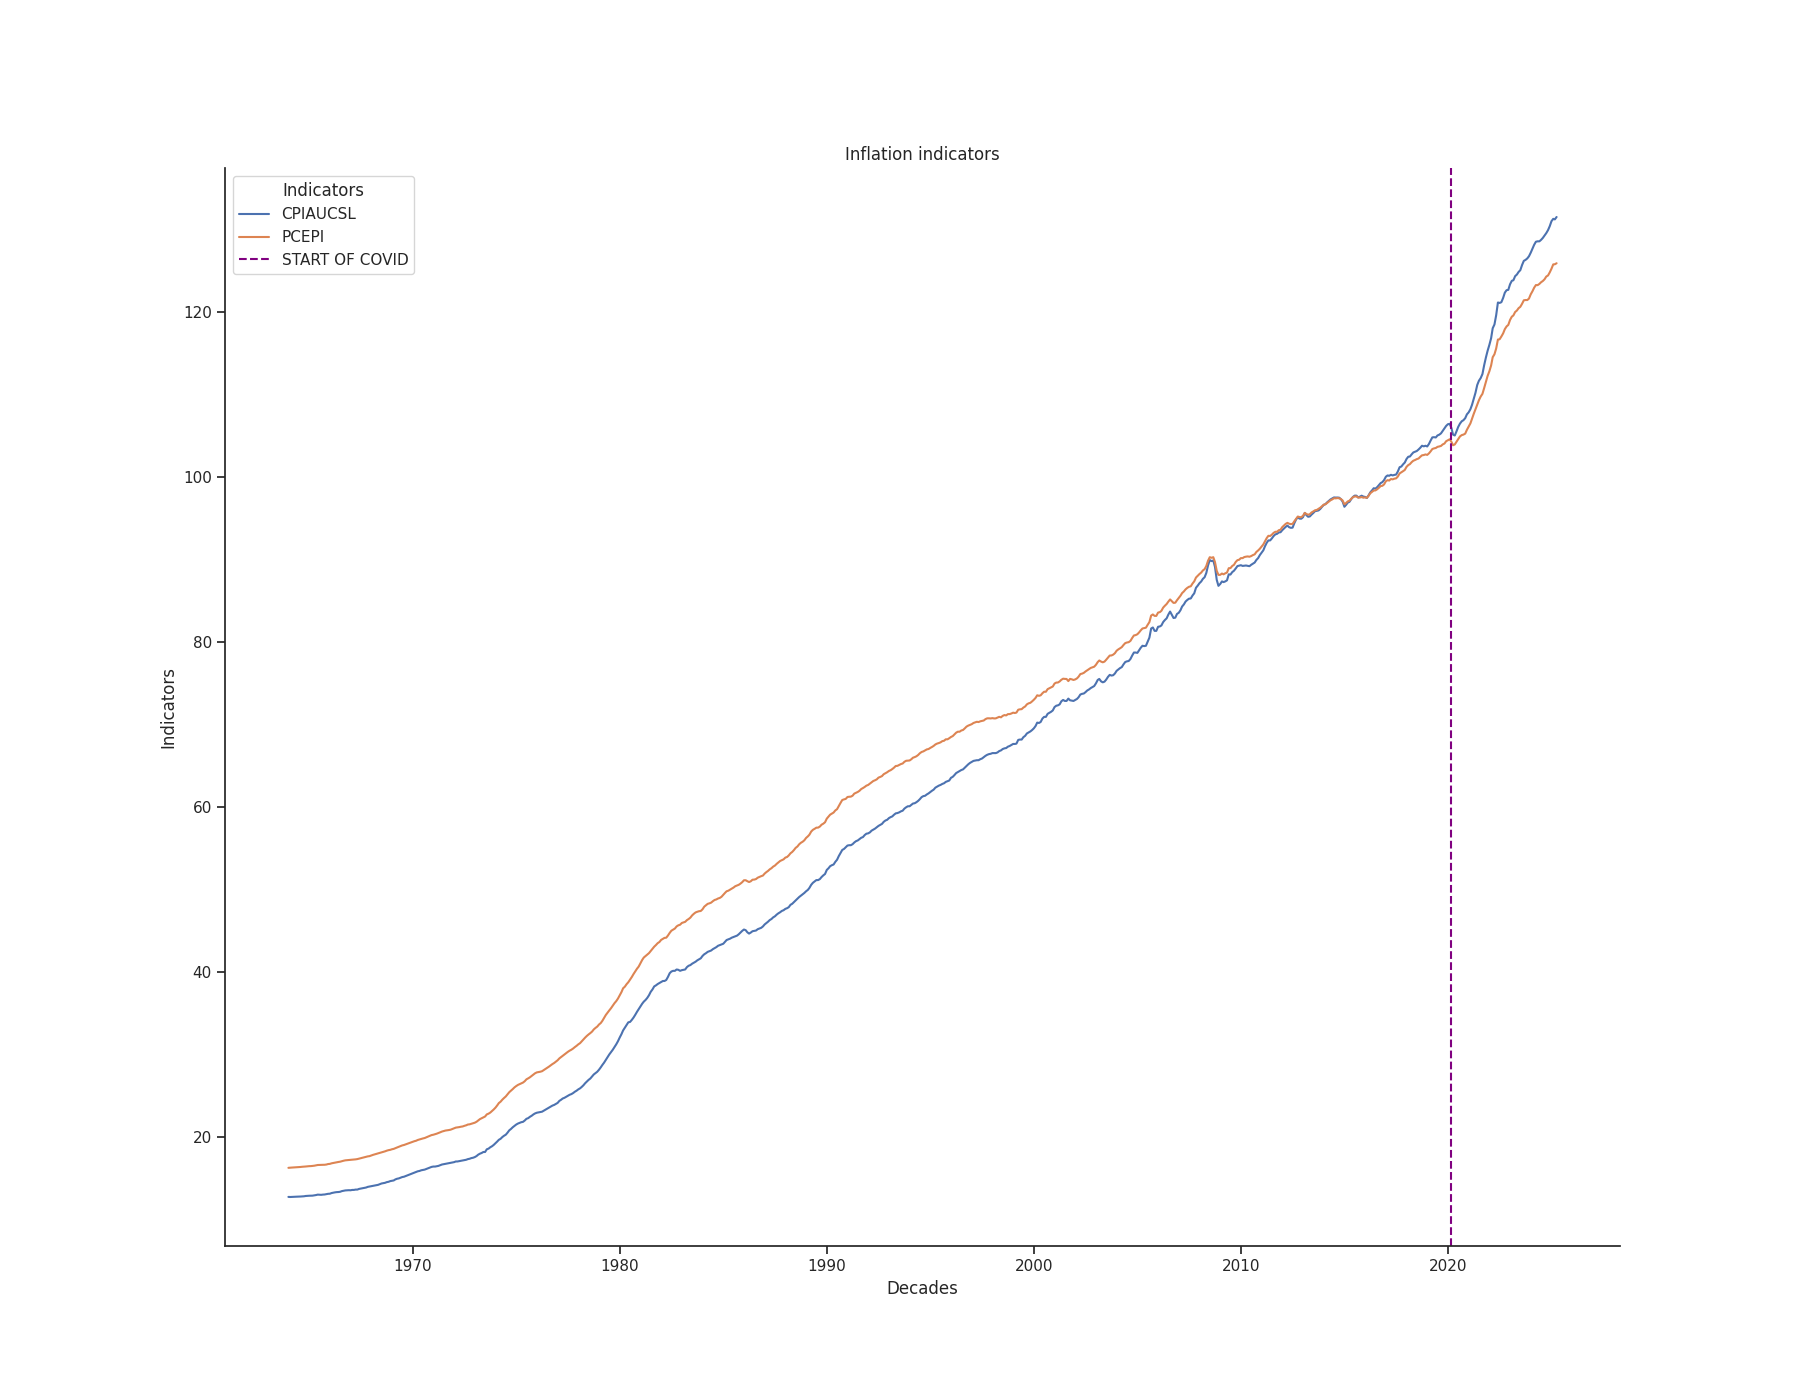 Inflation indicators
Indicators
CPIAUCSL
PCEPI
START OF COVID
120
100
80
60
40
20
Indicators
1970 1980 1990 2000 2010 2020
Decades